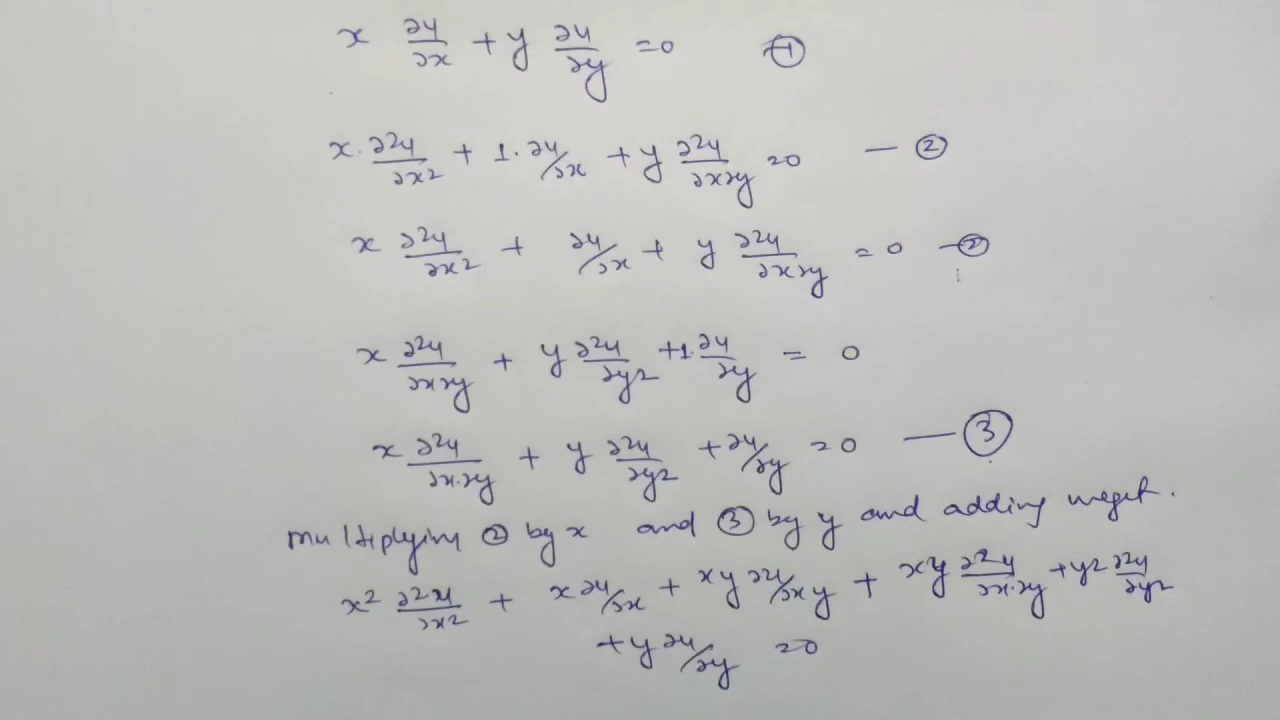 x ∂u/∂x + y ∂u/∂y = 0 — ①
x · ∂²u/∂x² + 1 · ∂u/∂x + y ∂²u/∂x∂y = 0 — ②
x ∂²u/∂x² + ∂u/∂x + y ∂²u/∂x∂y = 0 — ②
x ∂²u/∂x∂y + y ∂²u/∂y² + 1 · ∂u/∂y = 0
x ∂²u/∂x·∂y + y ∂²u/∂y² + ∂u/∂y = 0 — ③
Multiplying ② by x and ③ by y and adding we get.
x² ∂²u/∂x² + x ∂u/∂x + xy ∂²u/∂xy + xy ∂²u/∂x·∂y + y² ∂²u/∂y²
+ y ∂u/∂y = 0